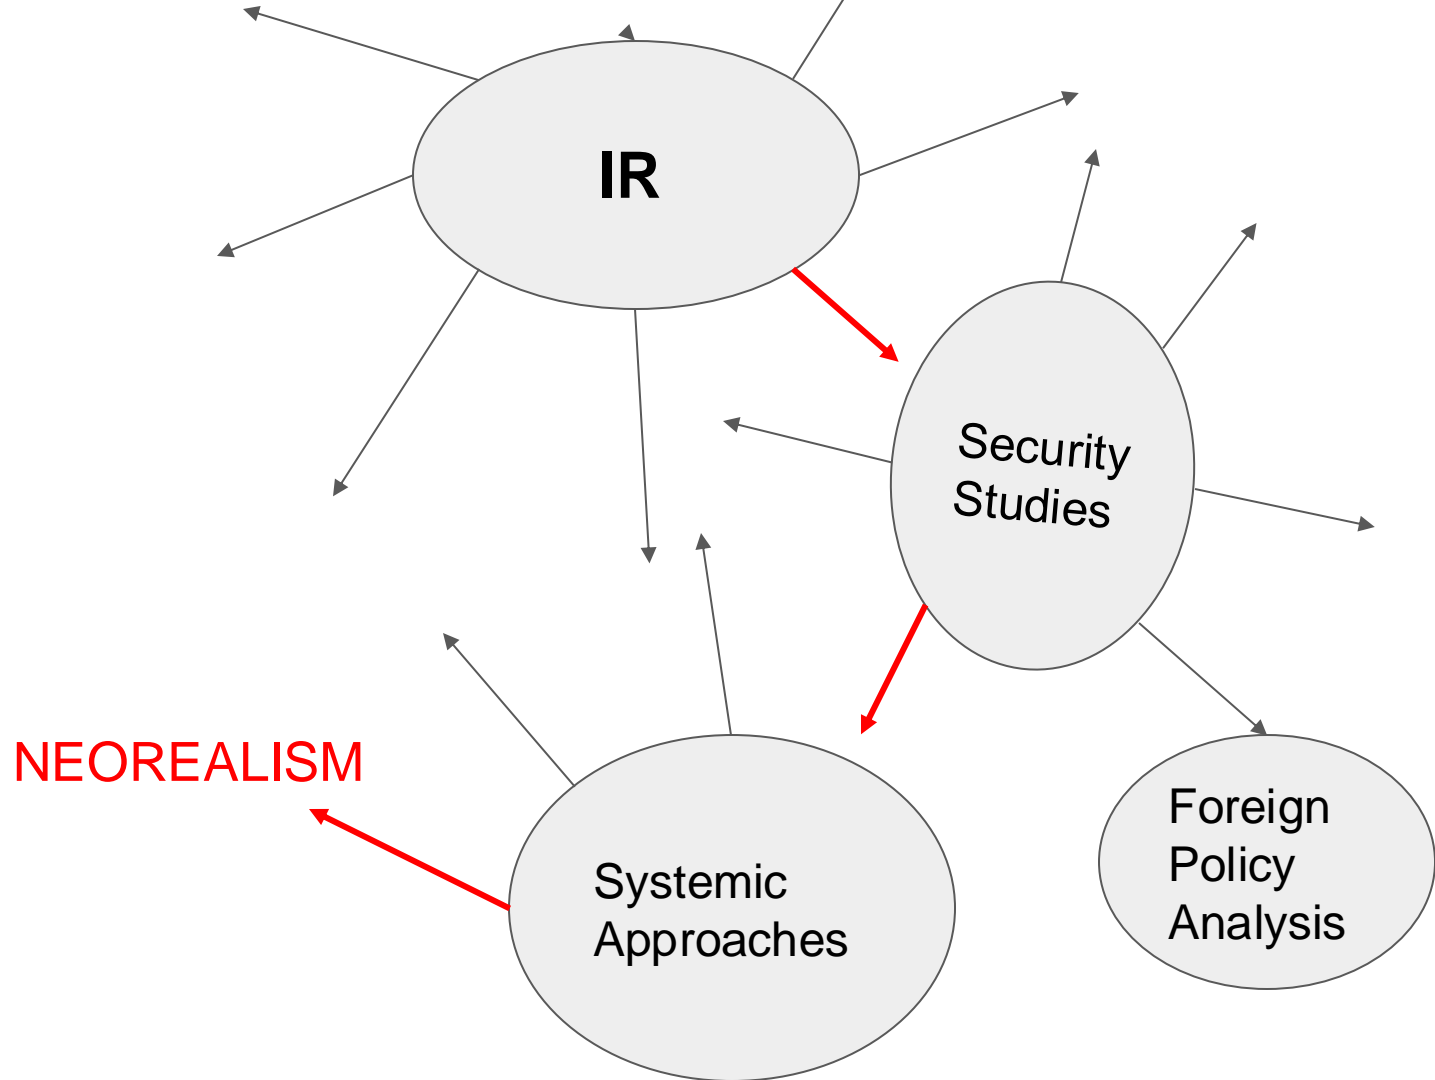 IR
Security
Studies
NEOREALISM
Systemic
Approaches
Foreign
Policy
Analysis